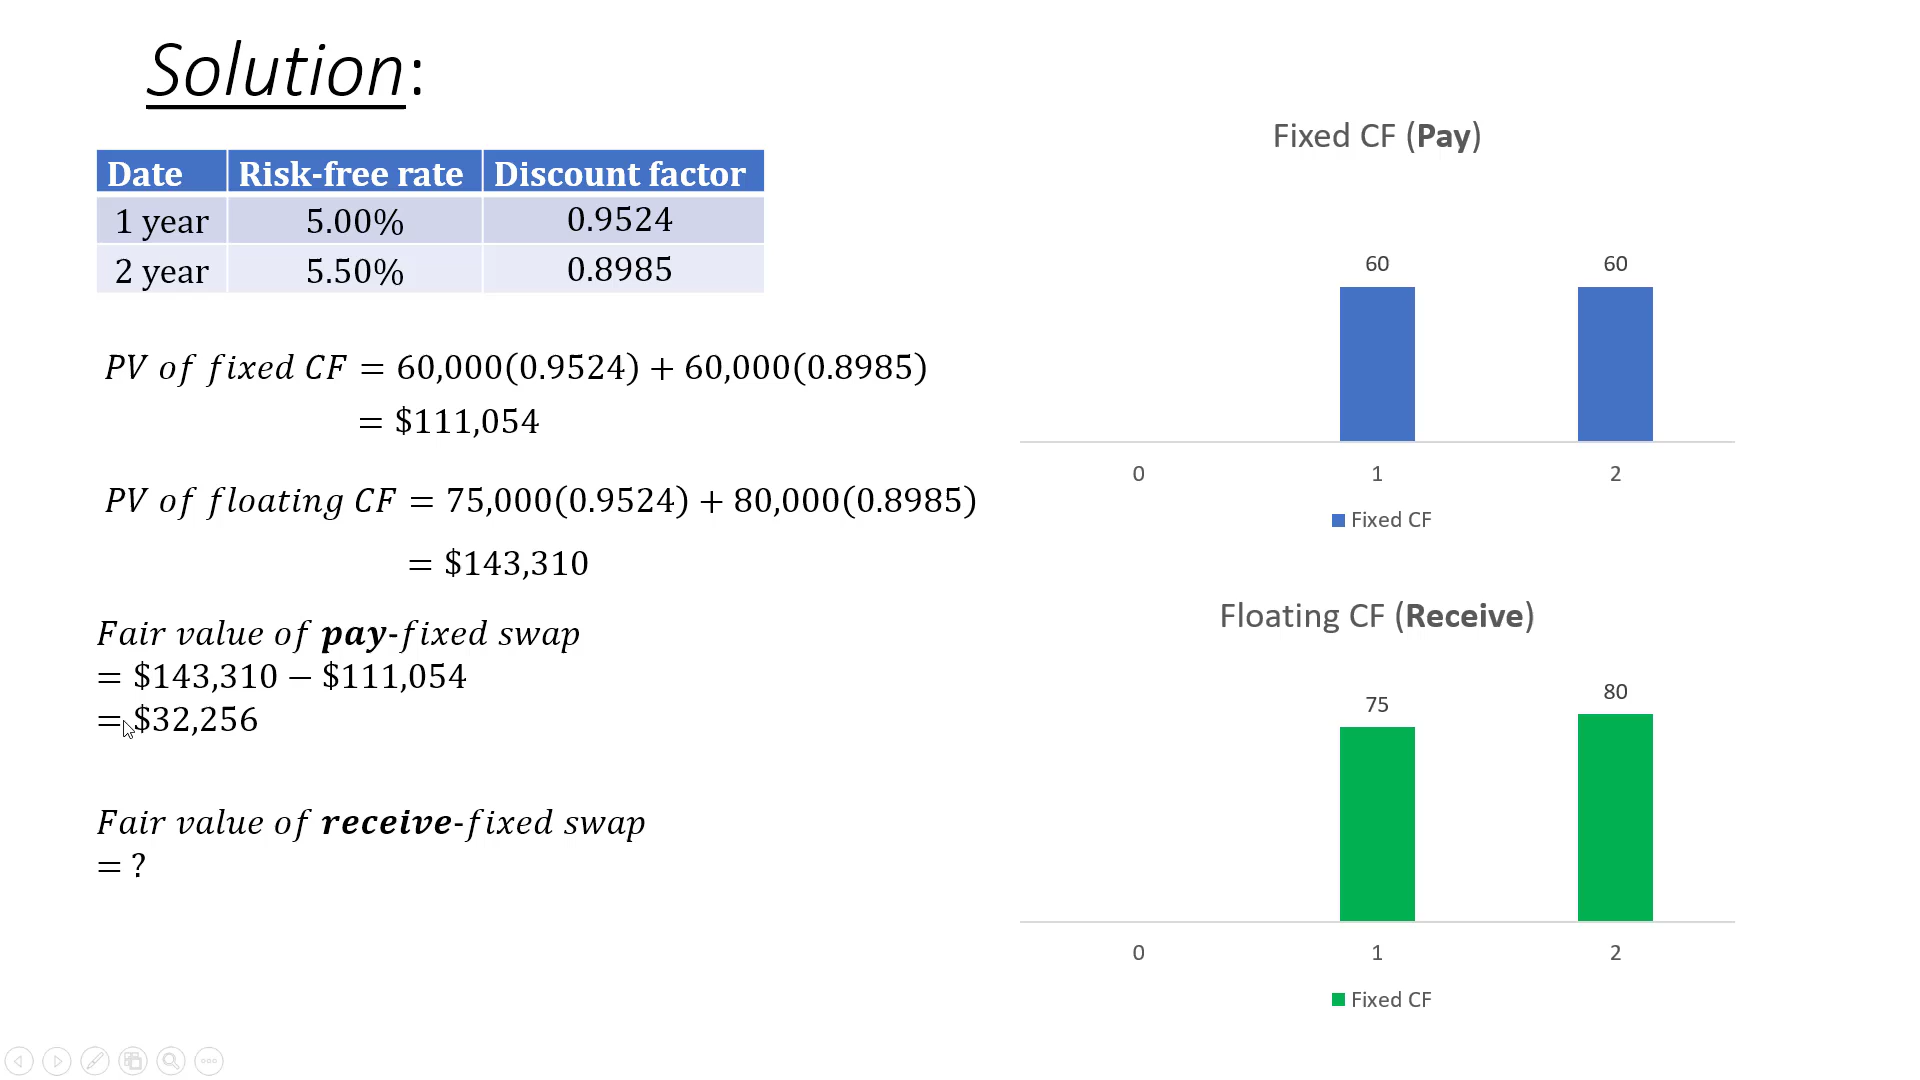 Solution:
Date Risk-free rate Discount factor
1 year 5.00% 0.9524
2 year 5.50% 0.8985
PV of fixed CF = 60,000(0.9524) + 60,000(0.8985)
= $111,054
PV of floating CF = 75,000(0.9524) + 80,000(0.8985)
= $143,310
Fair value of pay-fixed swap
= $143,310 − $111,054
= $32,256
Fair value of receive-fixed swap
= ?
Fixed CF (Pay)
60 60
0 1 2
Fixed CF
Floating CF (Receive)
75 80
0 1 2
Fixed CF